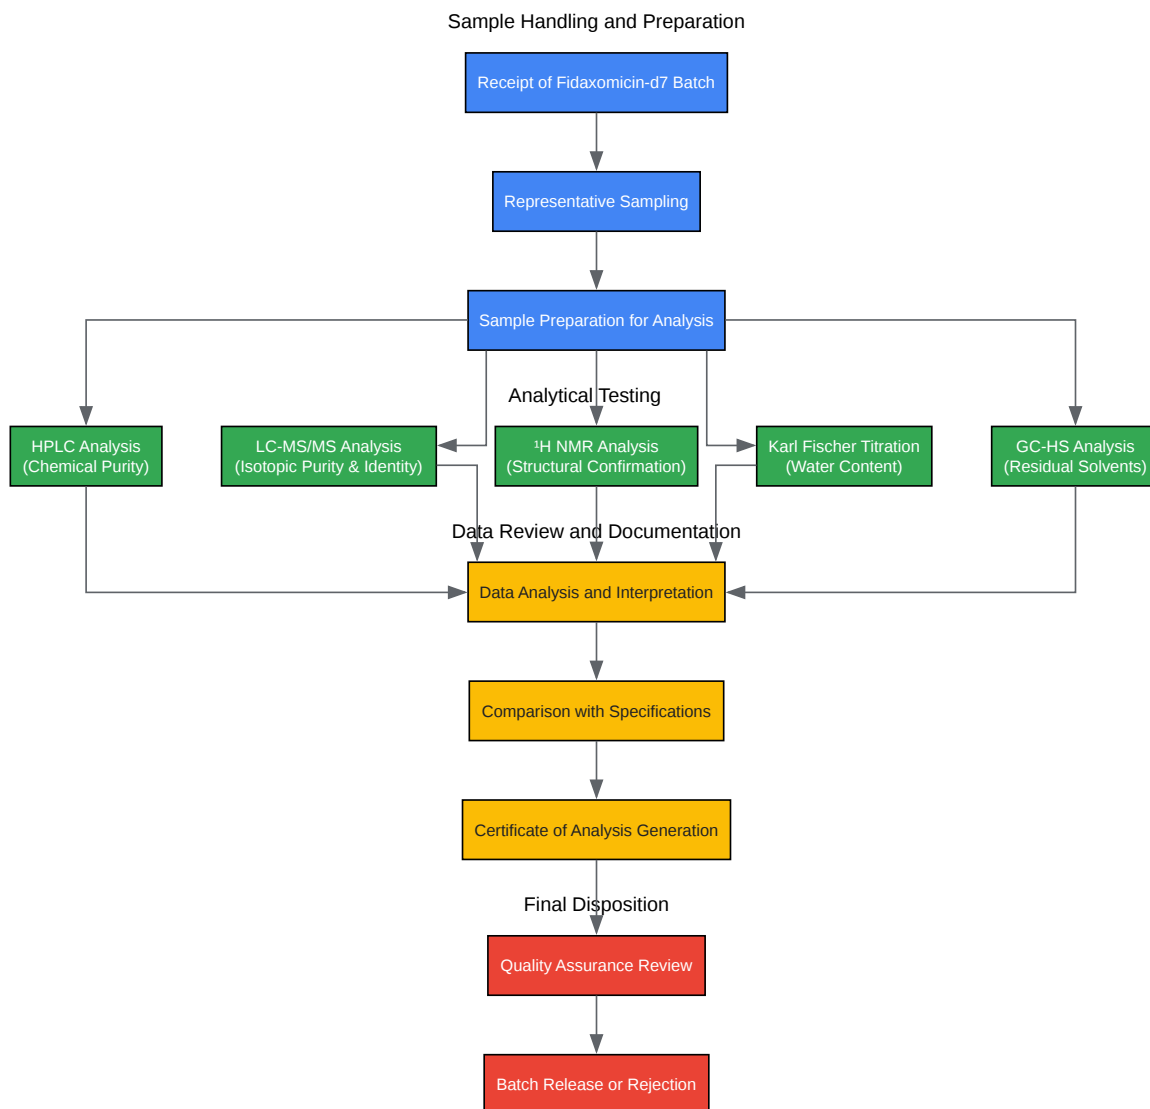 Sample Handling and Preparation
Receipt of Fidaxomicin-d7 Batch
Representative Sampling
Sample Preparation for Analysis
Analytical Testing
HPLC Analysis
(Chemical Purity)
LC-MS/MS Analysis
(Isotopic Purity & Identity)
¹H NMR Analysis
(Structural Confirmation)
Karl Fischer Titration
(Water Content)
GC-HS Analysis
(Residual Solvents)
Data Review and Documentation
Data Analysis and Interpretation
Comparison with Specifications
Certificate of Analysis Generation
Final Disposition
Quality Assurance Review
Batch Release or Rejection